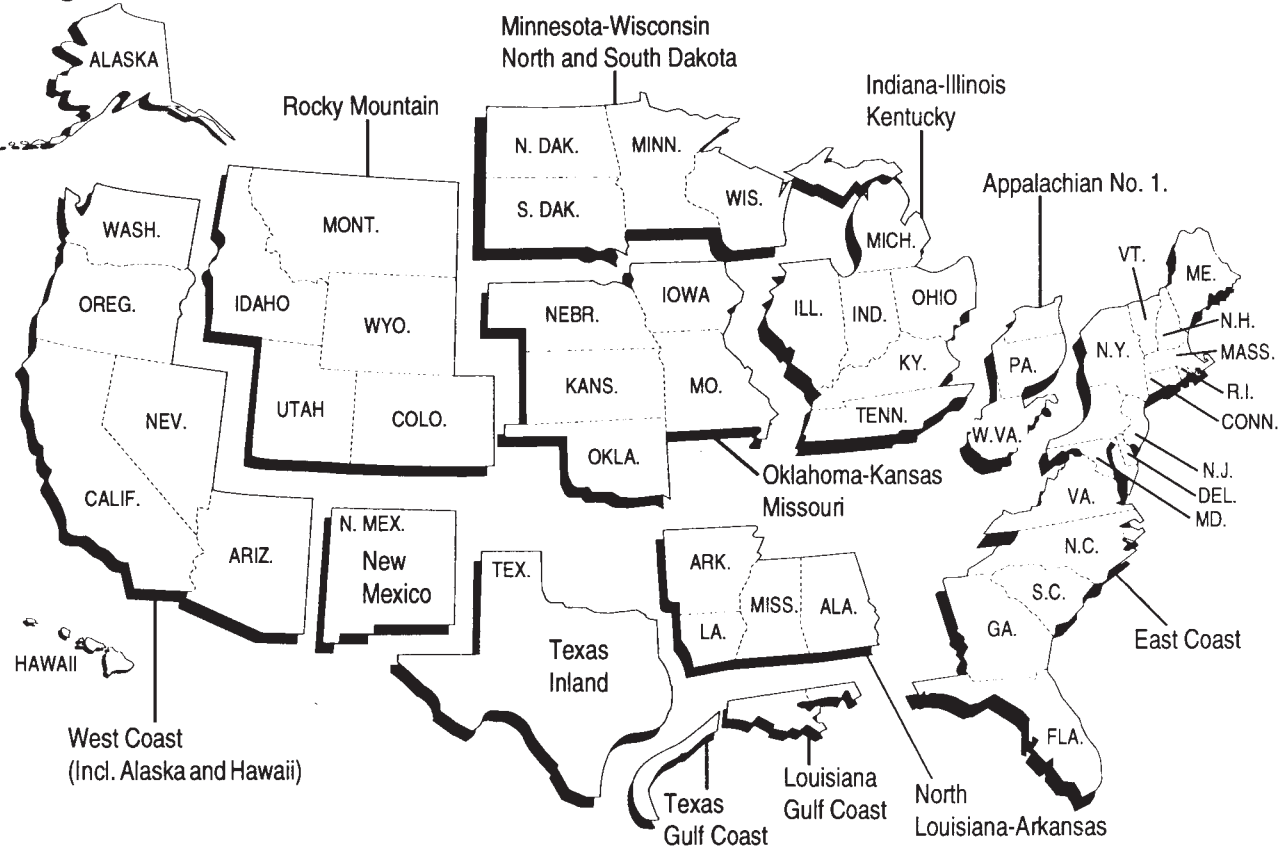 ALASKA
Minnesota-Wisconsin
North and South Dakota
Rocky Mountain
Indiana-Illinois
Kentucky
Appalachian No. 1.
N. DAK.
MINN.
S. DAK.
WIS.
WASH.
MONT.
MICH.
VT.
ME.
OREG.
IDAHO
WYO.
NEBR.
IOWA
ILL.
IND.
OHIO
N.H.
N.Y.
MASS.
KANS.
MO.
KY.
PA.
R.I.
NEV.
UTAH
COLO.
TENN.
CONN.
OKLA.
W.VA.
Oklahoma-Kansas
Missouri
N.J.
DEL.
MD.
CALIF.
VA.
ARIZ.
N. MEX.
New
Mexico
TEX.
ARK.
N.C.
MISS.
ALA.
S.C.
LA.
GA.
East Coast
HAWAII
Texas
Inland
FLA.
West Coast
(Incl. Alaska and Hawaii)
Texas
Gulf Coast
Louisiana
Gulf Coast
North
Louisiana-Arkansas